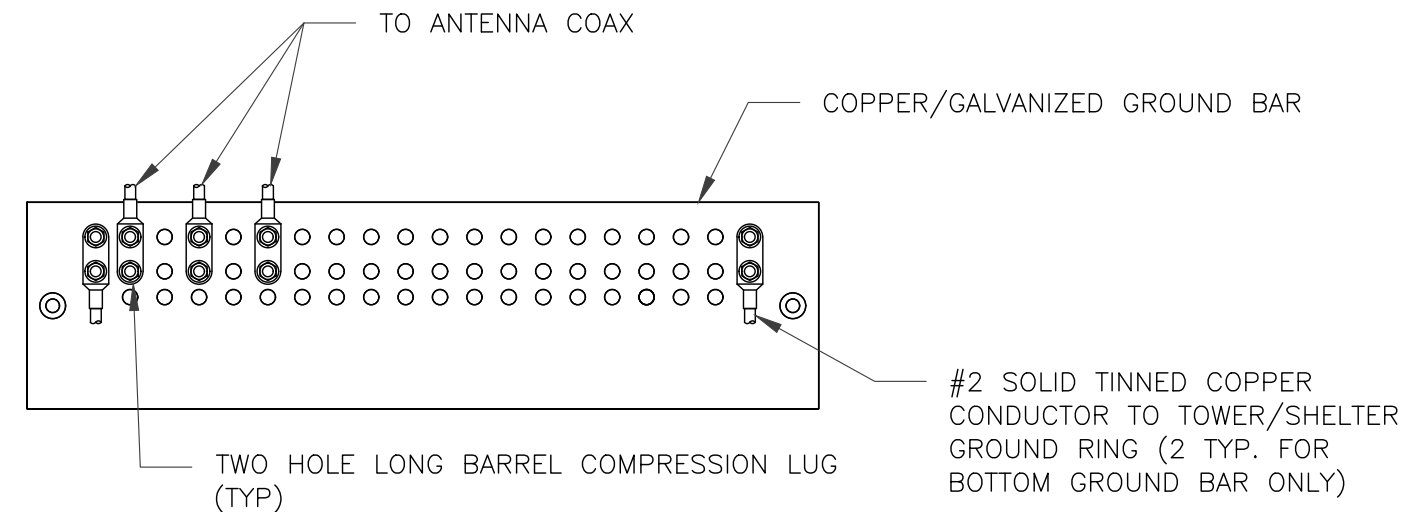 TO ANTENNA COAX
COPPER/GALVANIZED GROUND BAR
#2 SOLID TINNED COPPER
CONDUCTOR TO TOWER/SHELTER
GROUND RING (2 TYP. FOR
BOTTOM GROUND BAR ONLY)
TWO HOLE LONG BARREL COMPRESSION LUG
(TYP)